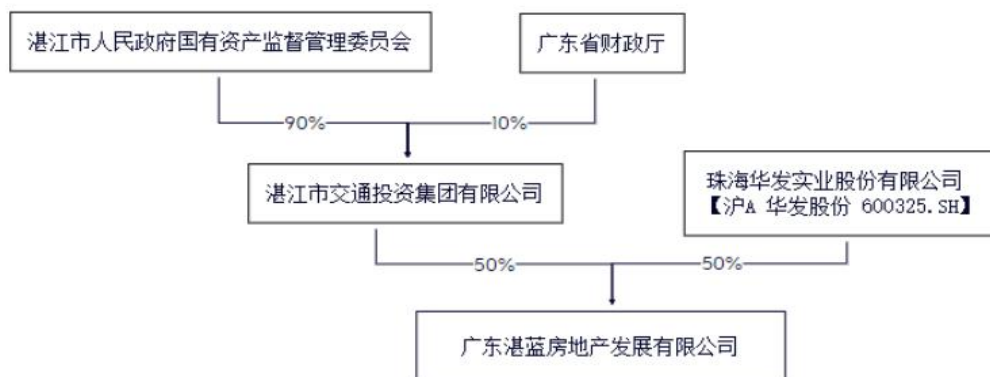 湛江市人民政府国有资产监督管理委员会
广东省财政厅
90%
10%
湛江市交通投资集团有限公司
珠海华发实业股份有限公司
【沪A 华发股份 600325.SH】
50%
50%
广东湛蓝房地产发展有限公司